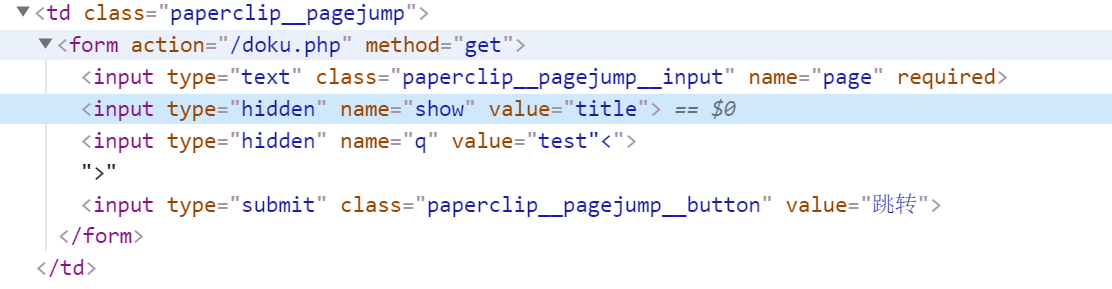 ▼<td class="paperclip__pagejump">
▼<form action="/doku.php" method="get">
<input type="text" class="paperclip__pagejump__input" name="page" required>
<input type="hidden" name="show" value="title"> == $0
<input type="hidden" name="q" value="test"<">
">"
<input type="submit" class="paperclip__pagejump__button" value="跳转">
</form>
</td>